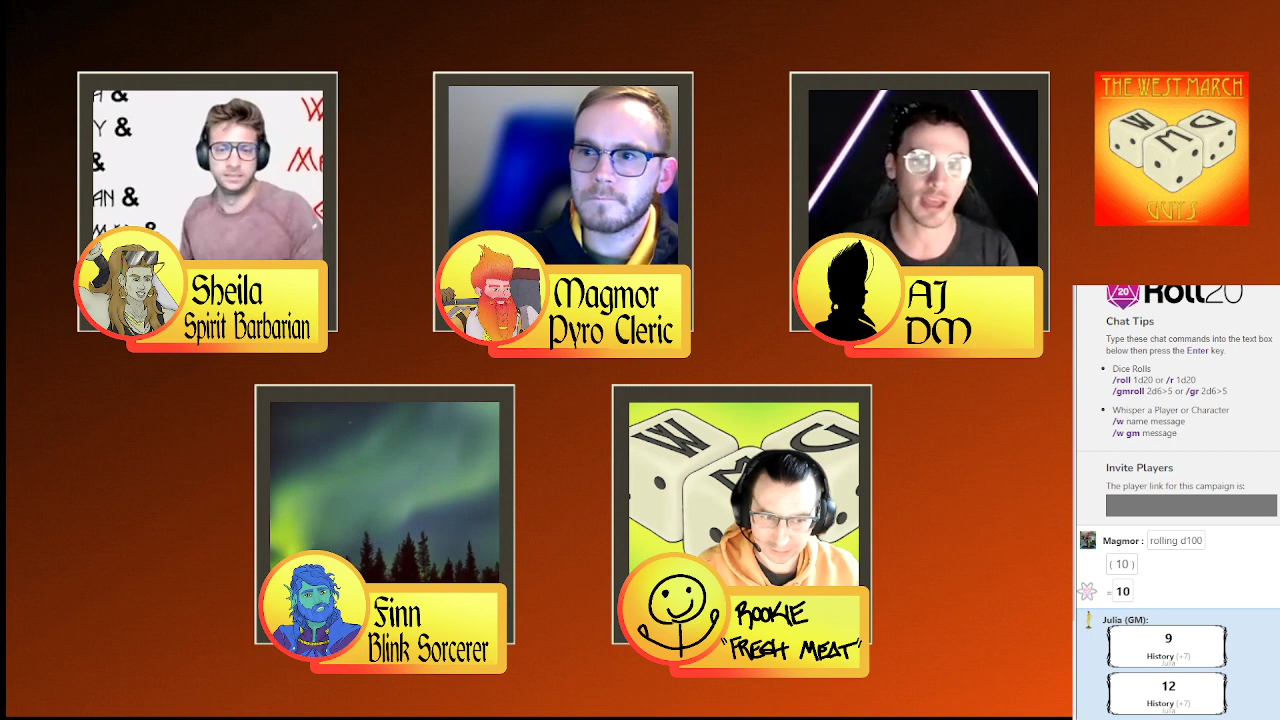 &
Y &
&
AN &
Sheila
Spirit Barbarian
Magmor
Pyro Cleric
AJ
DM
THE WEST MARCH
W M G
GUYS
Finn
Blink Sorcerer
W
G
ROOKIE
"FRESH MEAT"
20 Roll20
Chat Tips
Type these chat commands into the text box
below then press the Enter key.
Dice Rolls
/roll 1d20 or /r 1d20
/gmroll 2d6>5 or /gr 2d6>5
Whisper a Player or Character
/w name message
/w gm message
Invite Players
The player link for this campaign is:
Magmor : rolling d100
( 10 )
= 10
Julia (GM):
9
History (+7)
Julia
12
History (+7)
Julia